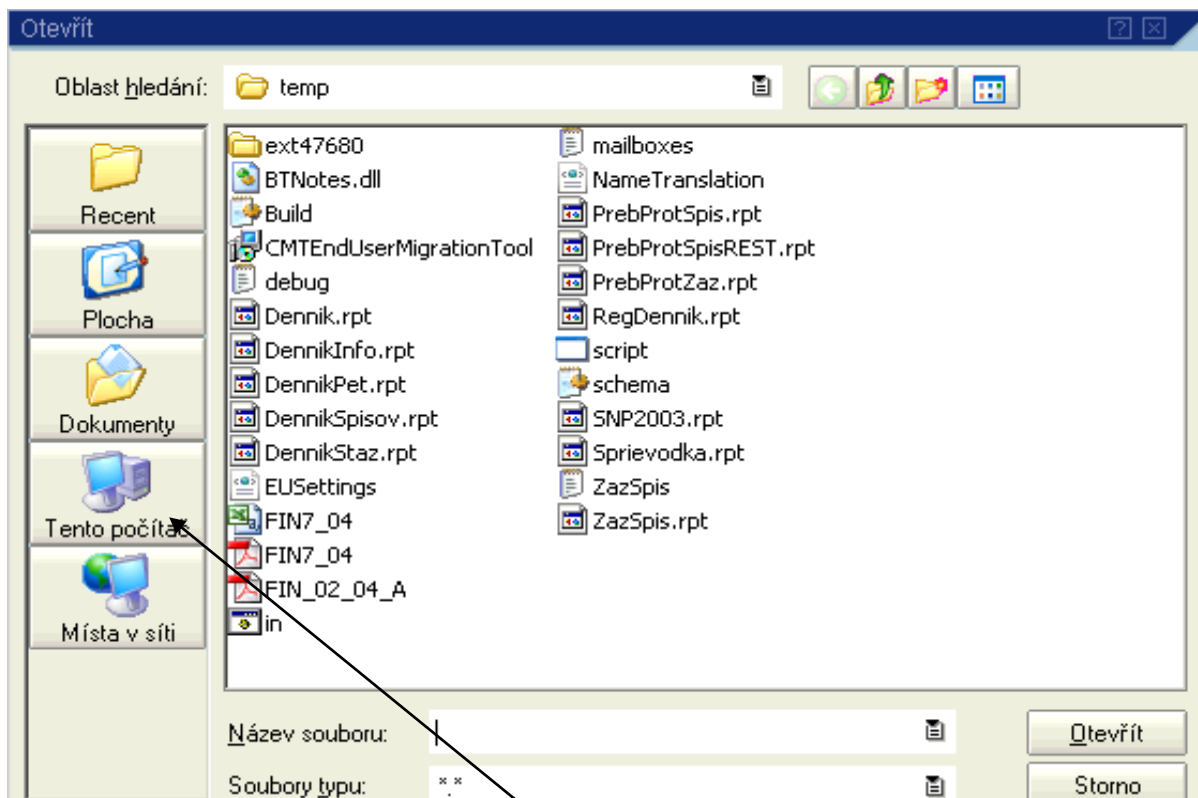 Otevřít
Oblast hledání: temp
Recent
Plocha
Dokumenty
Tento počítač
Místa v síti
ext47680
BTNotes.dll
Build
CMTEndUserMigrationTool
debug
Dennik.rpt
DennikInfo.rpt
DennikPet.rpt
DennikSpisov.rpt
DennikStaz.rpt
EUSettings
FIN7_04
FIN7_04
FIN_02_04_A
in
mailboxes
NameTranslation
PrebProtSpis.rpt
PrebProtSpisREST.rpt
PrebProtZaz.rpt
RegDennik.rpt
script
schema
SNP2003.rpt
Sprievodka.rpt
ZazSpis
ZazSpis.rpt
Název souboru:
Otevřít
Soubory typu: *.*
Storno